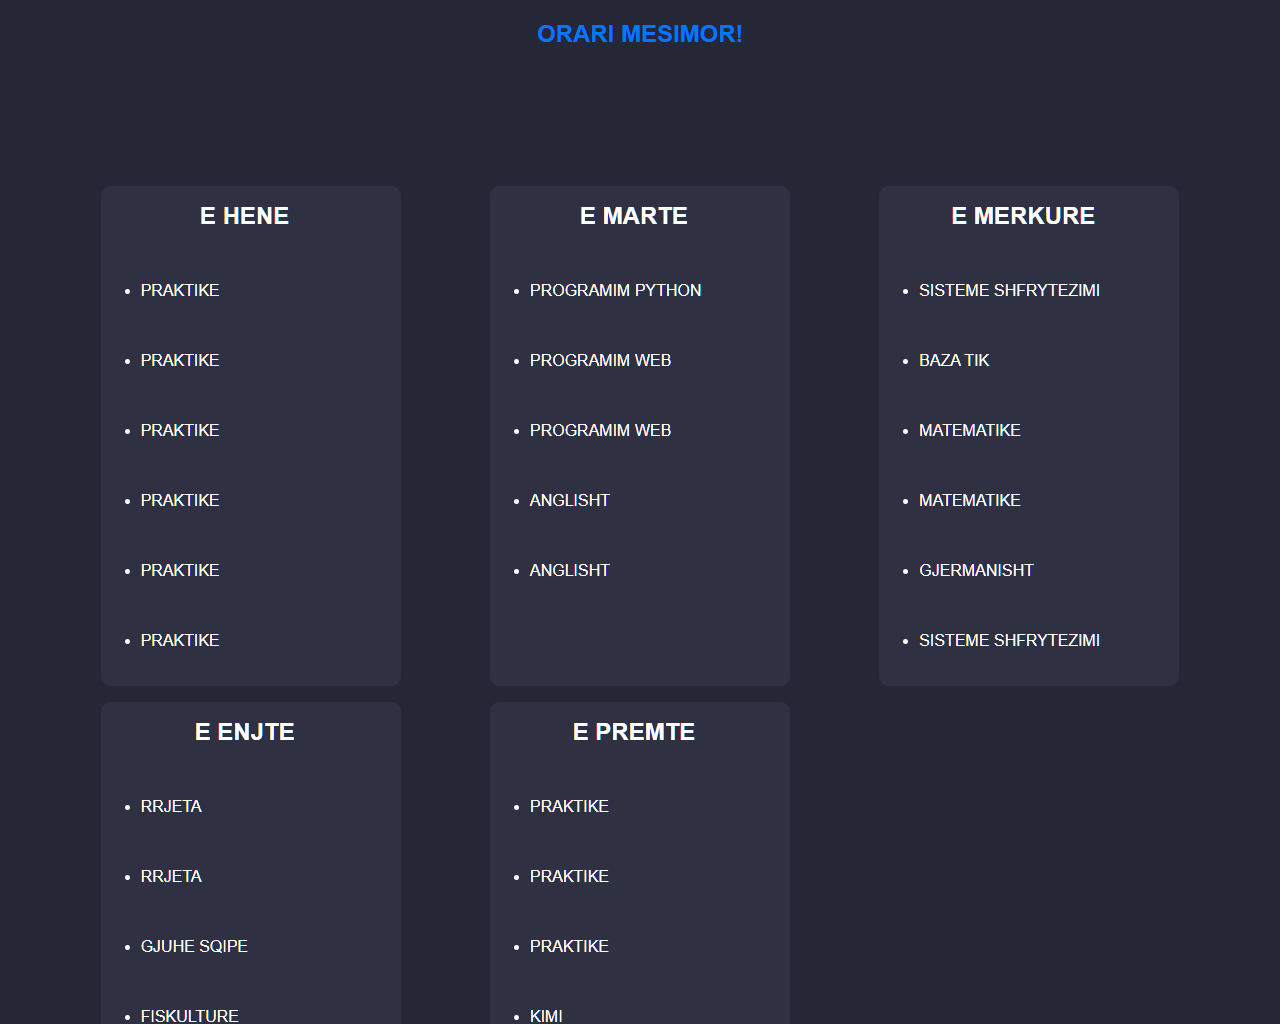 ORARI MESIMOR!
E HENE
PRAKTIKE
PRAKTIKE
PRAKTIKE
PRAKTIKE
PRAKTIKE
PRAKTIKE
E MARTE
PROGRAMIM PYTHON
PROGRAMIM WEB
PROGRAMIM WEB
ANGLISHT
ANGLISHT
E MERKURE
SISTEME SHFRYTEZIMI
BAZA TIK
MATEMATIKE
MATEMATIKE
GJERMANISHT
SISTEME SHFRYTEZIMI
E ENJTE
RRJETA
RRJETA
GJUHE SQIPE
FISKULTURE
E PREMTE
PRAKTIKE
PRAKTIKE
PRAKTIKE
KIMI